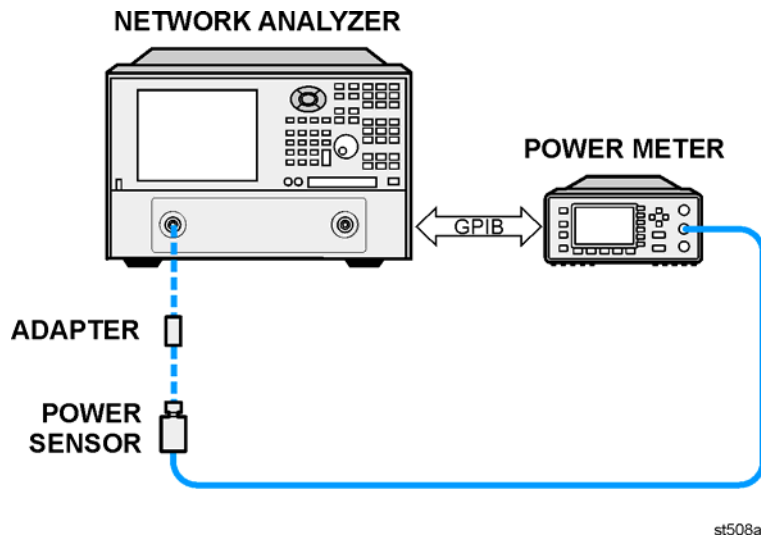 NETWORK ANALYZER
POWER METER
GPIB
ADAPTER
POWER
SENSOR
st508a